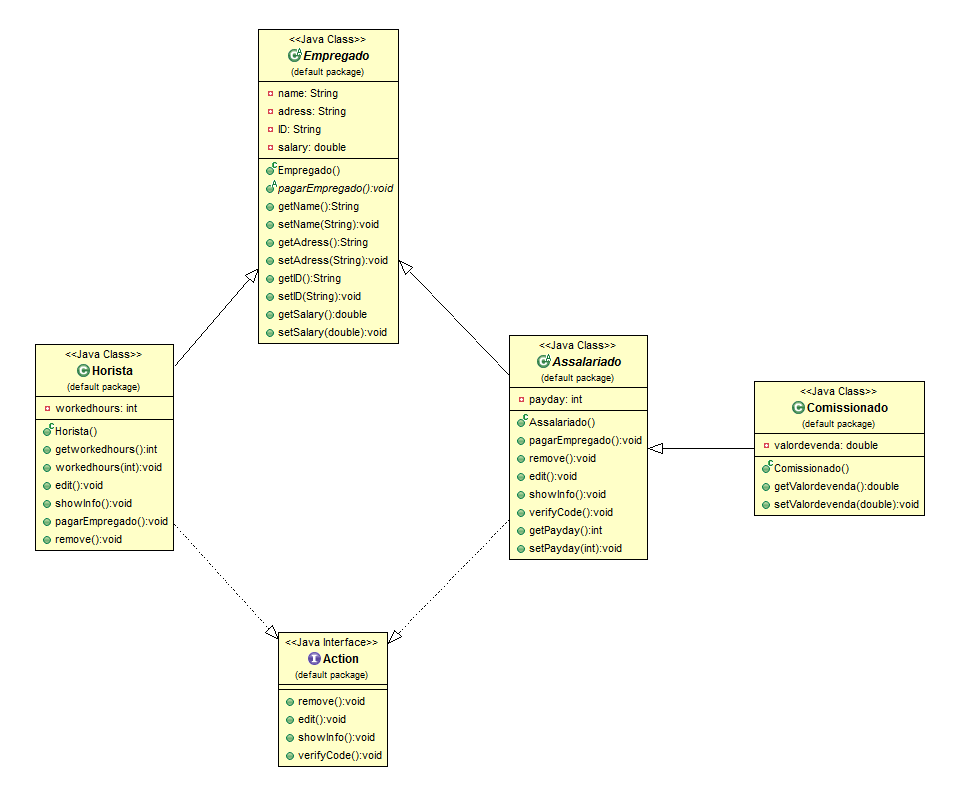 <<Java Class>>
Empregado
(default package)
name: String
adress: String
ID: String
salary: double
Empregado()
pagarEmpregado():void
getName():String
setName(String):void
getAdress():String
setAdress(String):void
getID():String
setID(String):void
getSalary():double
setSalary(double):void
<<Java Class>>
Horista
(default package)
workedhours: int
Horista()
getworkedhours():int
workedhours(int):void
edit():void
showInfo():void
pagarEmpregado():void
remove():void
<<Java Class>>
Assalariado
(default package)
payday: int
Assalariado()
pagarEmpregado():void
remove():void
edit():void
showInfo():void
verifyCode():void
getPayday():int
setPayday(int):void
<<Java Class>>
Comissionado
(default package)
valordevenda: double
Comissionado()
getValordevenda():double
setValordevenda(double):void
<<Java Interface>>
Action
(default package)
remove():void
edit():void
showInfo():void
verifyCode():void